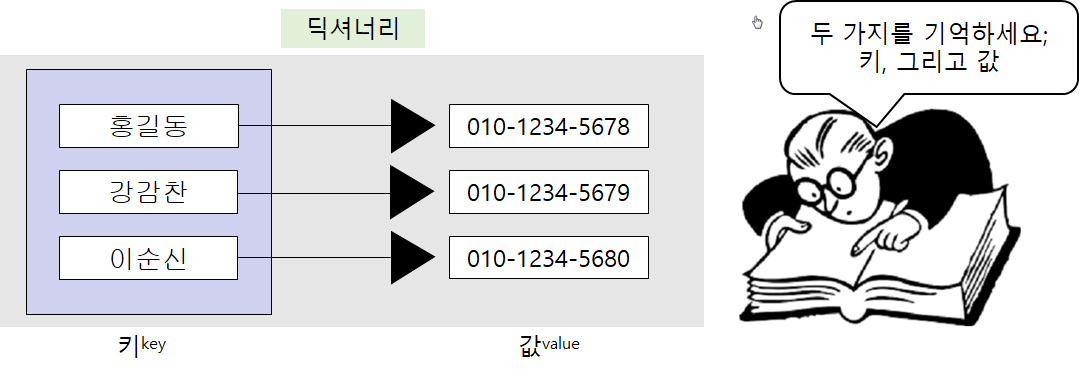 딕셔너리
두 가지를 기억하세요;
키, 그리고 값
홍길동 010-1234-5678
강감찬 010-1234-5679
이순신 010-1234-5680
키key 값value